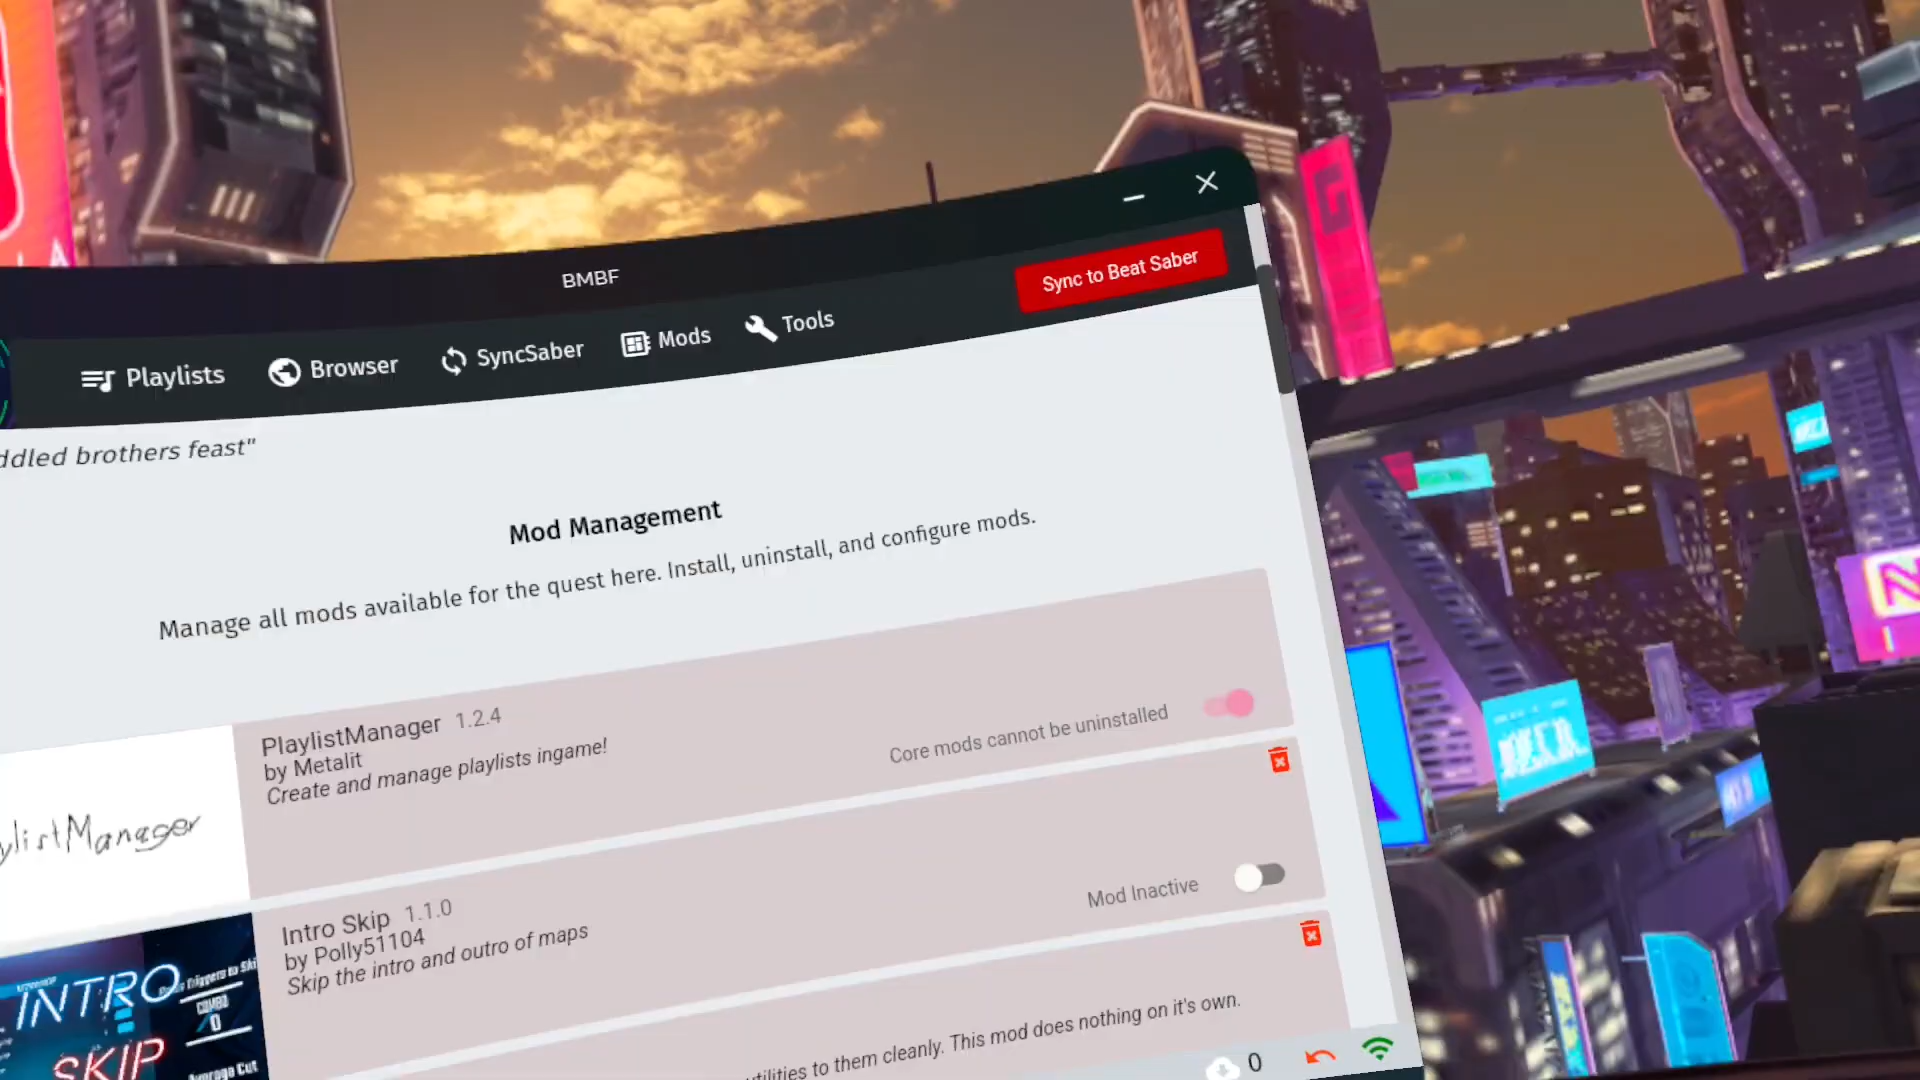 BMBF
Sync to Beat Saber
Playlists
Browser
SyncSaber
Mods
Tools
brothers feast"
Mod Management
Manage all mods available for the quest here. Install, uninstall, and configure mods.
PlaylistManager 1.2.4
by Metalit
Create and manage playlists ingame!
Core mods cannot be uninstalled
Intro Skip 1.1.0
by Polly51104
Skip the intro and outro of maps
Mod Inactive
INTRO
SKIP
COMBO
0
to them cleanly. This mod does nothing on it's own.
0